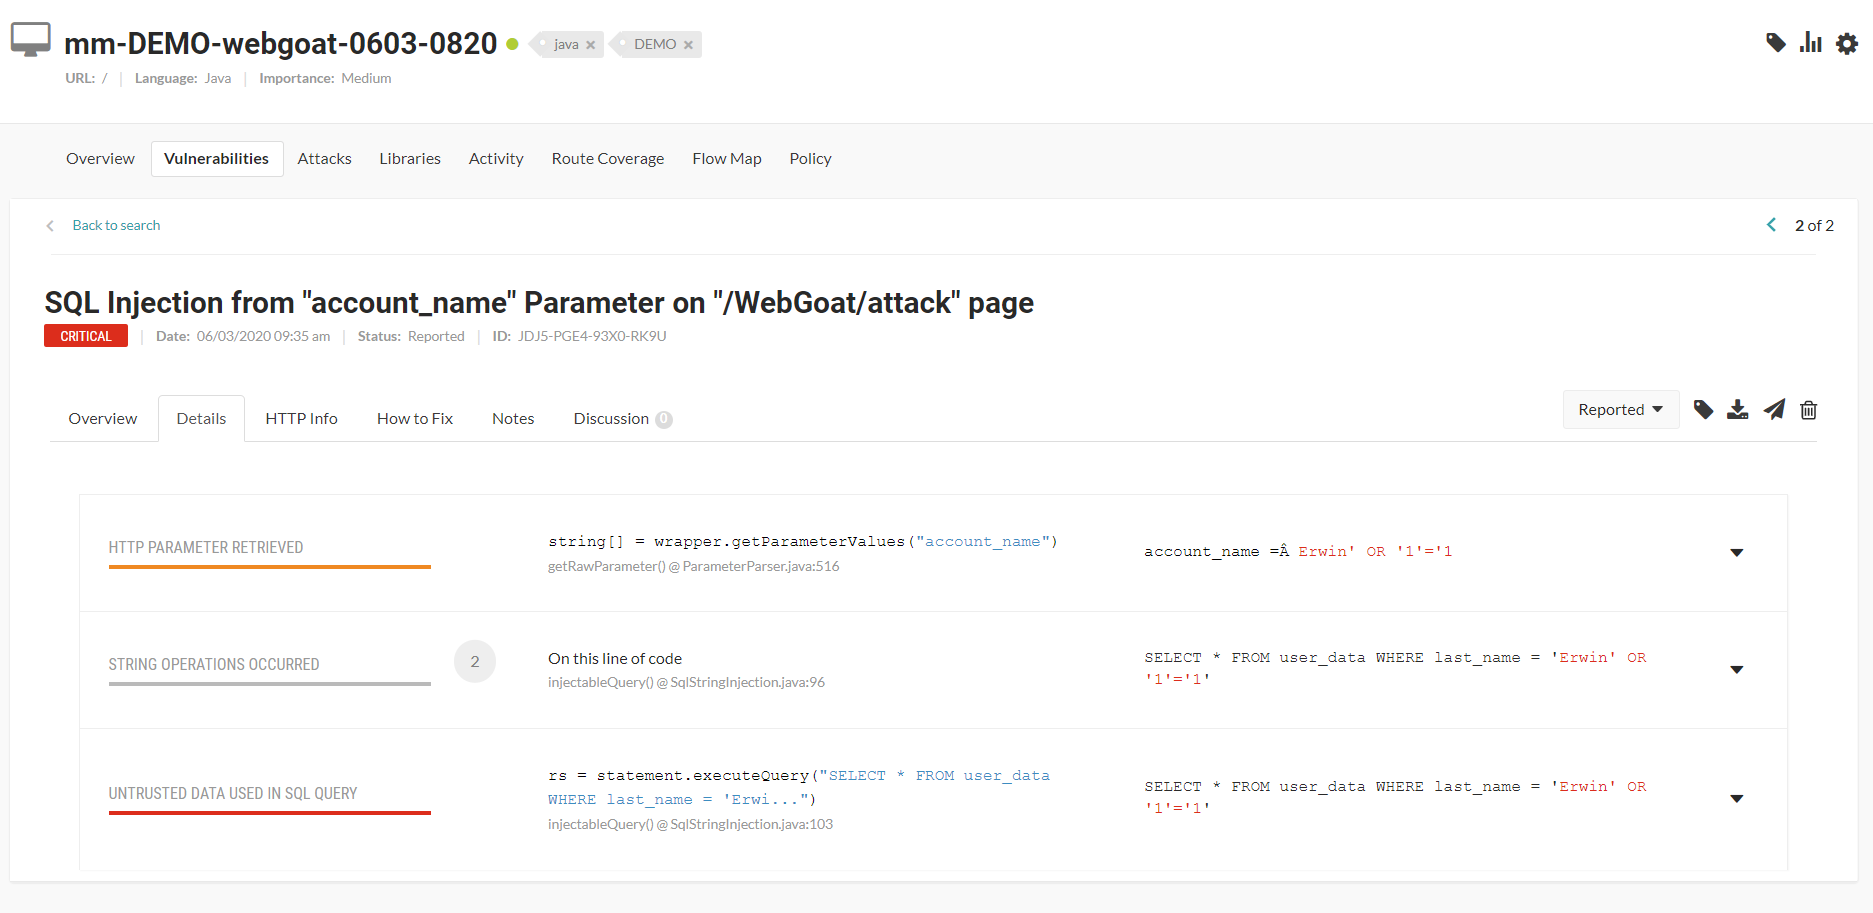 mm-DEMO-webgoat-0603-0820 java × DEMO ×
URL: / | Language: Java | Importance: Medium
Overview Vulnerabilities Attacks Libraries Activity Route Coverage Flow Map Policy
Back to search
2 of 2
SQL Injection from "account_name" Parameter on "/WebGoat/attack" page
CRITICAL | Date: 06/03/2020 09:35 am | Status: Reported | ID: JDJ5-PGE4-93X0-RK9U
Overview Details HTTP Info How to Fix Notes Discussion 0
Reported
HTTP PARAMETER RETRIEVED
string[] = wrapper.getParameterValues("account_name")
getRawParameter() @ ParameterParser.java:516
account_name =Â Erwin' OR '1'='1
STRING OPERATIONS OCCURRED
2
On this line of code
injectableQuery() @ SqlStringInjection.java:96
SELECT * FROM user_data WHERE last_name = 'Erwin' OR
'1'='1'
UNTRUSTED DATA USED IN SQL QUERY
rs = statement.executeQuery("SELECT * FROM user_data
WHERE last_name = 'Erwi...")
injectableQuery() @ SqlStringInjection.java:103
SELECT * FROM user_data WHERE last_name = 'Erwin' OR
'1'='1'